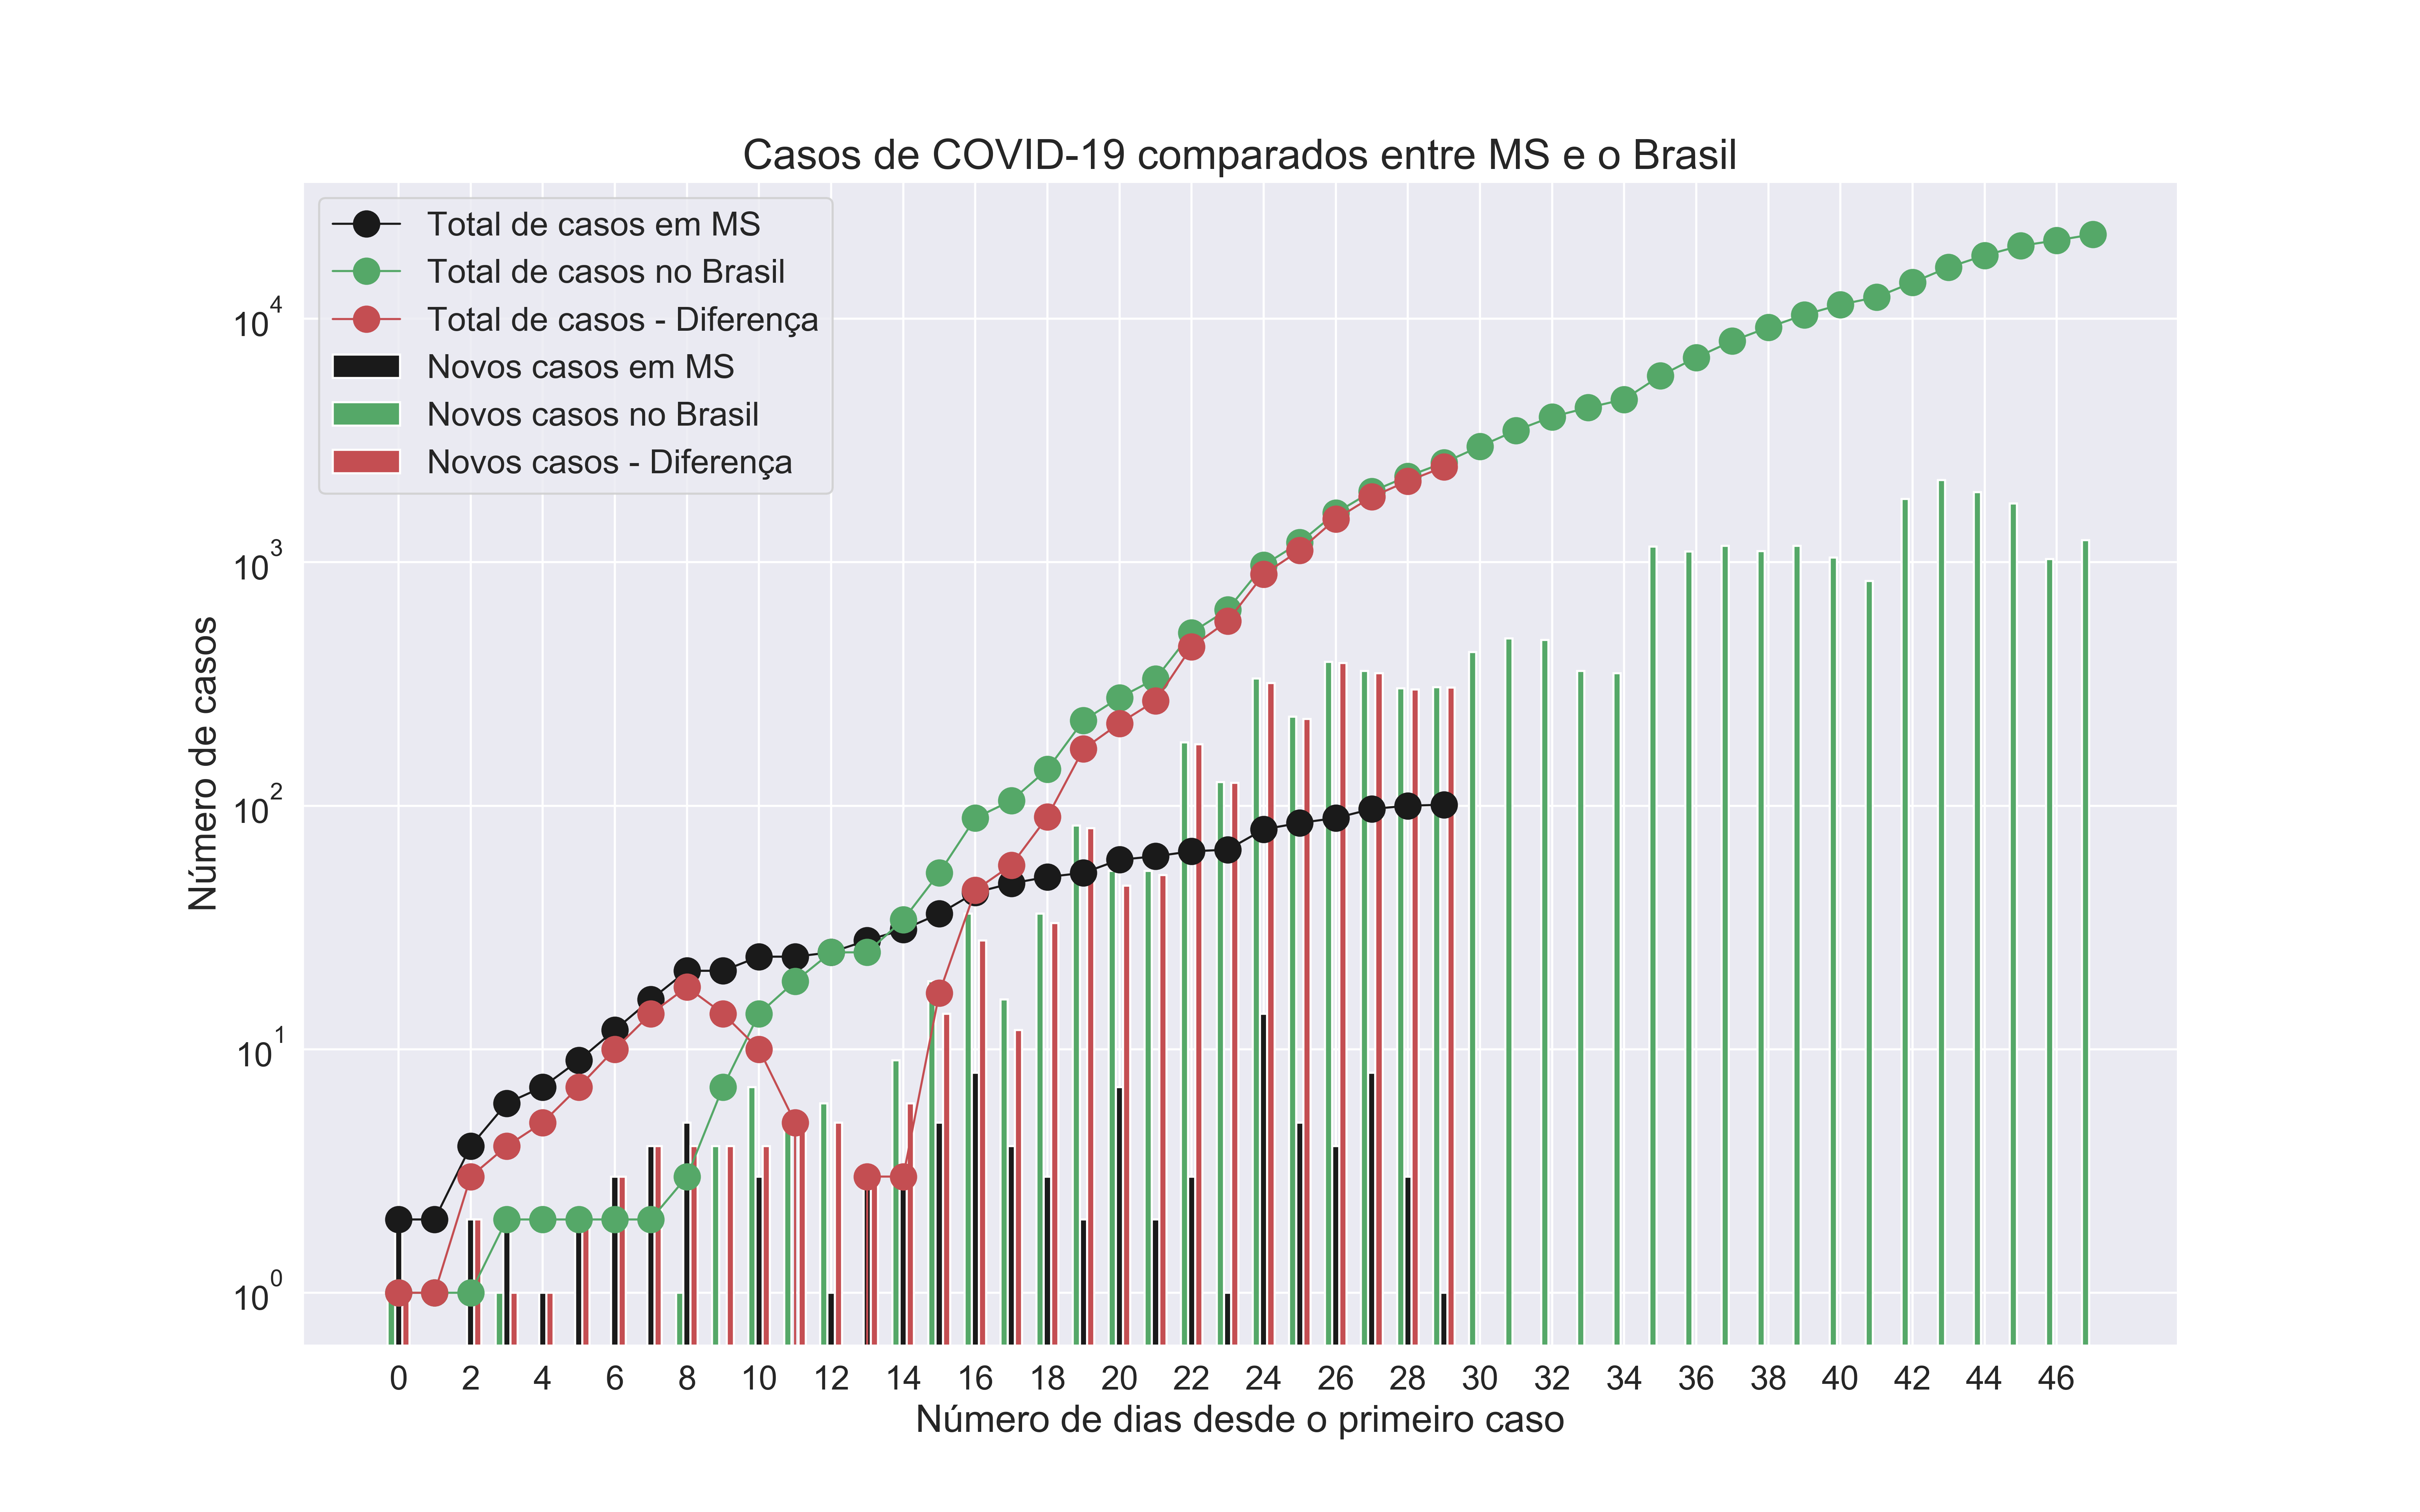 Casos de COVID-19 comparados entre MS e o Brasil
Total de casos em MS
Total de casos no Brasil
Total de casos - Diferença
Novos casos em MS
Novos casos no Brasil
Novos casos - Diferença
Número de casos
10^4
10^3
10^2
10^1
10^0
0 2 4 6 8 10 12 14 16 18 20 22 24 26 28 30 32 34 36 38 40 42 44 46
Número de dias desde o primeiro caso